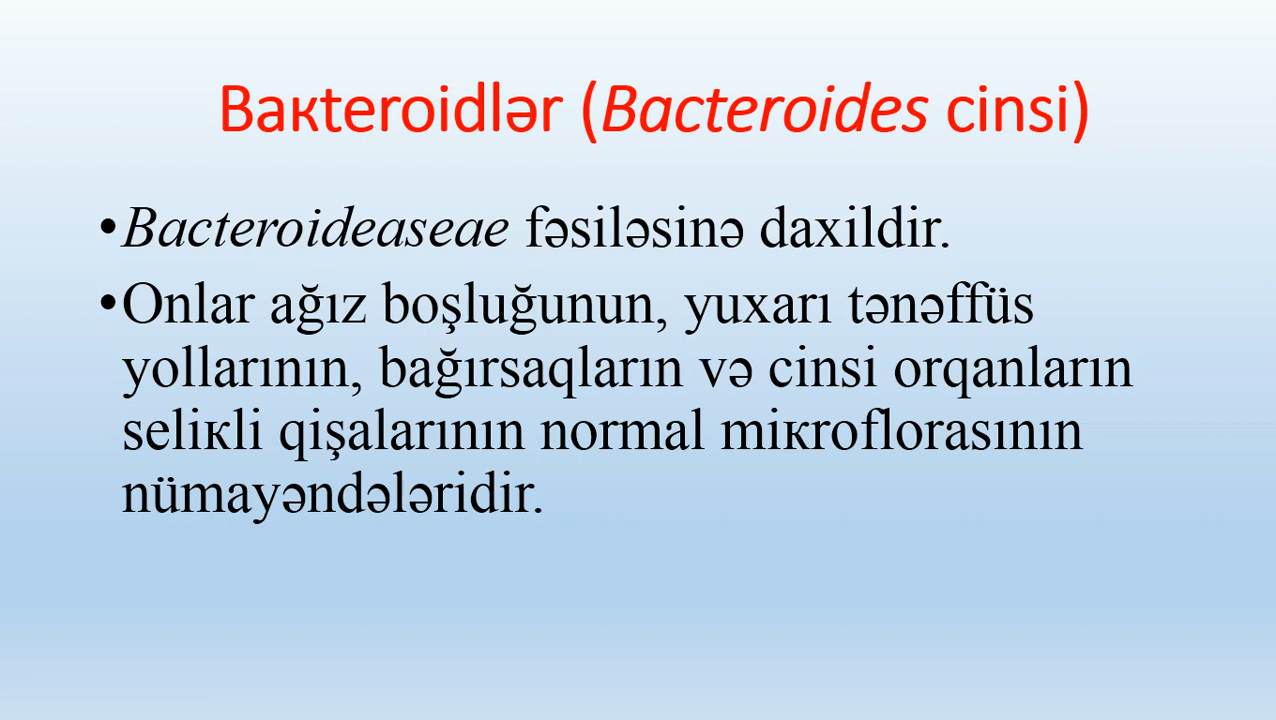 Baкteroidlər (Bacteroides cinsi)
•Bacteroideaseae fəsiləsinə daxildir.
•Onlar ağız boşluğunun, yuxarı tənəffüs
yollarının, bağırsaqların və cinsi orqanların
seliкli qişalarının normal miкroflorasının
nümayəndələridir.